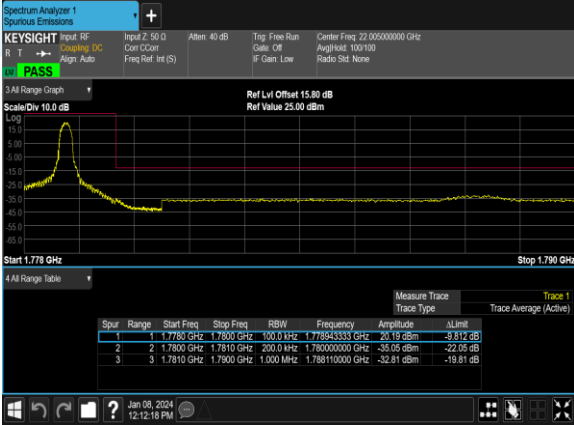 Spectrum Analyzer 1
Spurious Emissions
+
KEYSIGHT Input: RF Input Z: 50 Ω Atten: 40 dB Trig: Free Run Center Freq: 22.005000000 GHz
R T Coupling: DC Corr CCorr Gate: Off Avg|Hold: 100/100
Align: Auto Freq Ref: Int (S) IF Gain: Low Radio Std: None
PASS
3 All Range Graph
Ref Lvl Offset 15.80 dB
Scale/Div 10.0 dB Ref Value 25.00 dBm
Log
15.0
5.00
-5.00
-15.0
-25.0
-35.0
-45.0
-55.0
-65.0
Start 1.778 GHz Stop 1.790 GHz
4 All Range Table
Measure Trace Trace 1
Trace Type Trace Average (Active)
Spur Range Start Freq Stop Freq RBW Frequency Amplitude ΔLimit
1 1 1.7780 GHz 1.7800 GHz 100.0 kHz 1.778943333 GHz 20.19 dBm -9.812 dB
2 2 1.7800 GHz 1.7810 GHz 200.0 kHz 1.780000000 GHz -35.05 dBm -22.05 dB
3 3 1.7810 GHz 1.7900 GHz 1.000 MHz 1.788110000 GHz -32.81 dBm -19.81 dB
? Jan 08, 2024
12:12:18 PM